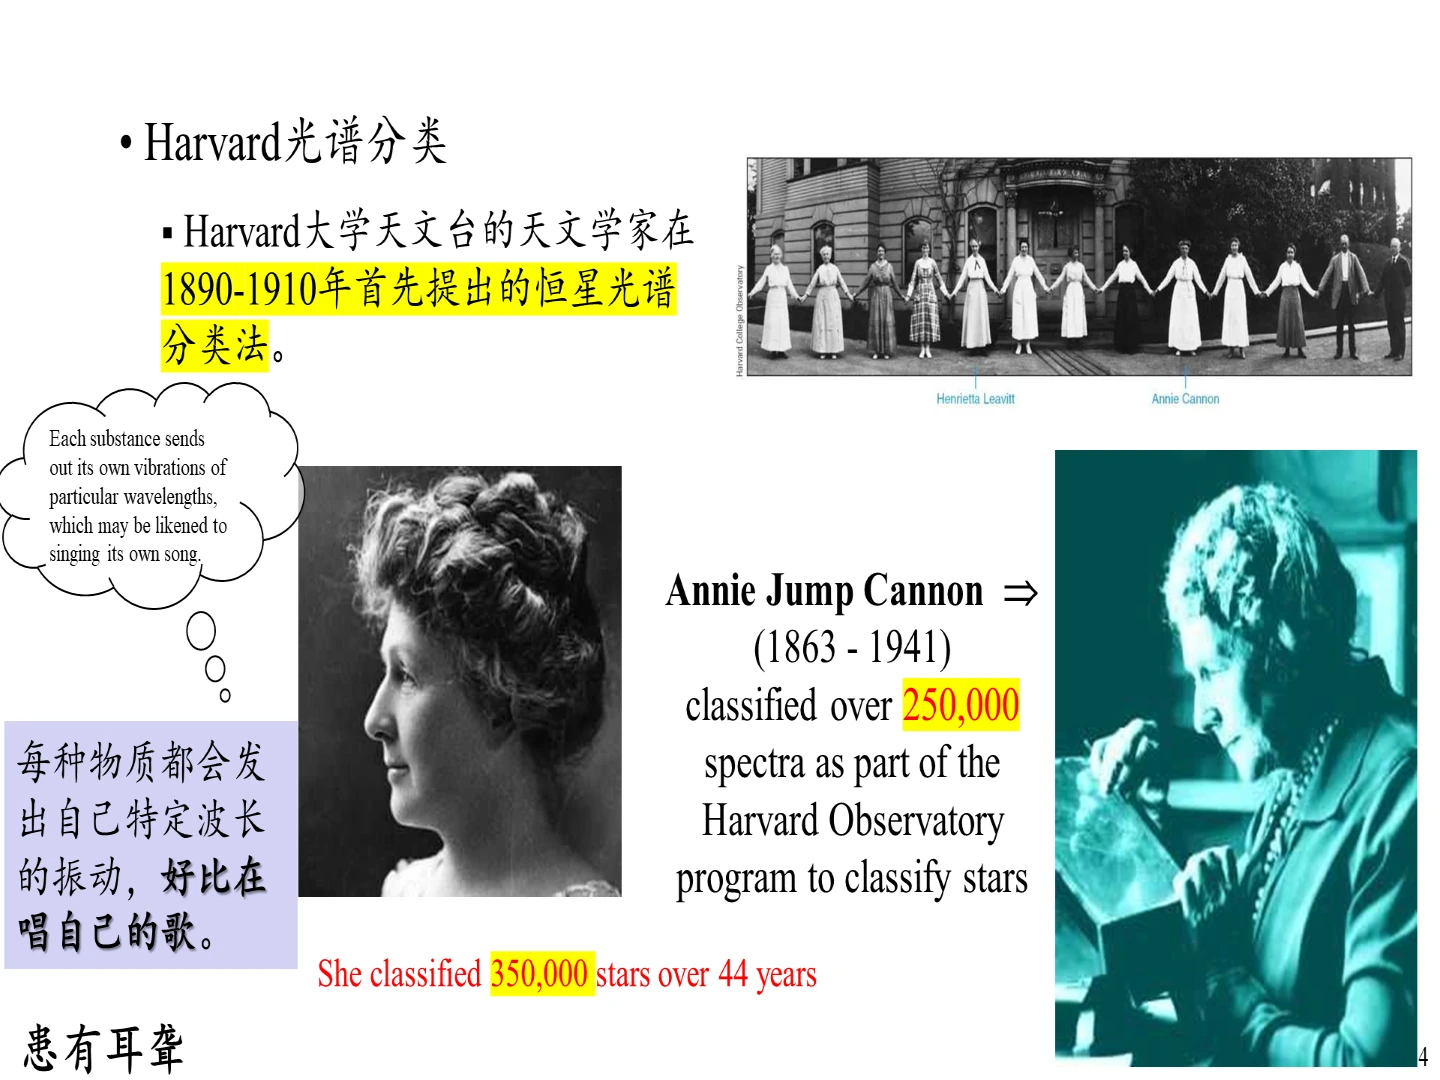 • Harvard光谱分类
▪ Harvard大学天文台的天文学家在
1890-1910年首先提出的恒星光谱
分类法。
Harvard College Observatory
Henrietta Leavitt
Annie Cannon
Each substance sends
out its own vibrations of
particular wavelengths,
which may be likened to
singing its own song.
每种物质都会发
出自己特定波长
的振动，好比在
唱自己的歌。
Annie Jump Cannon ⇒
(1863 - 1941)
classified over 250,000
spectra as part of the
Harvard Observatory
program to classify stars
She classified 350,000 stars over 44 years
患有耳聋
4